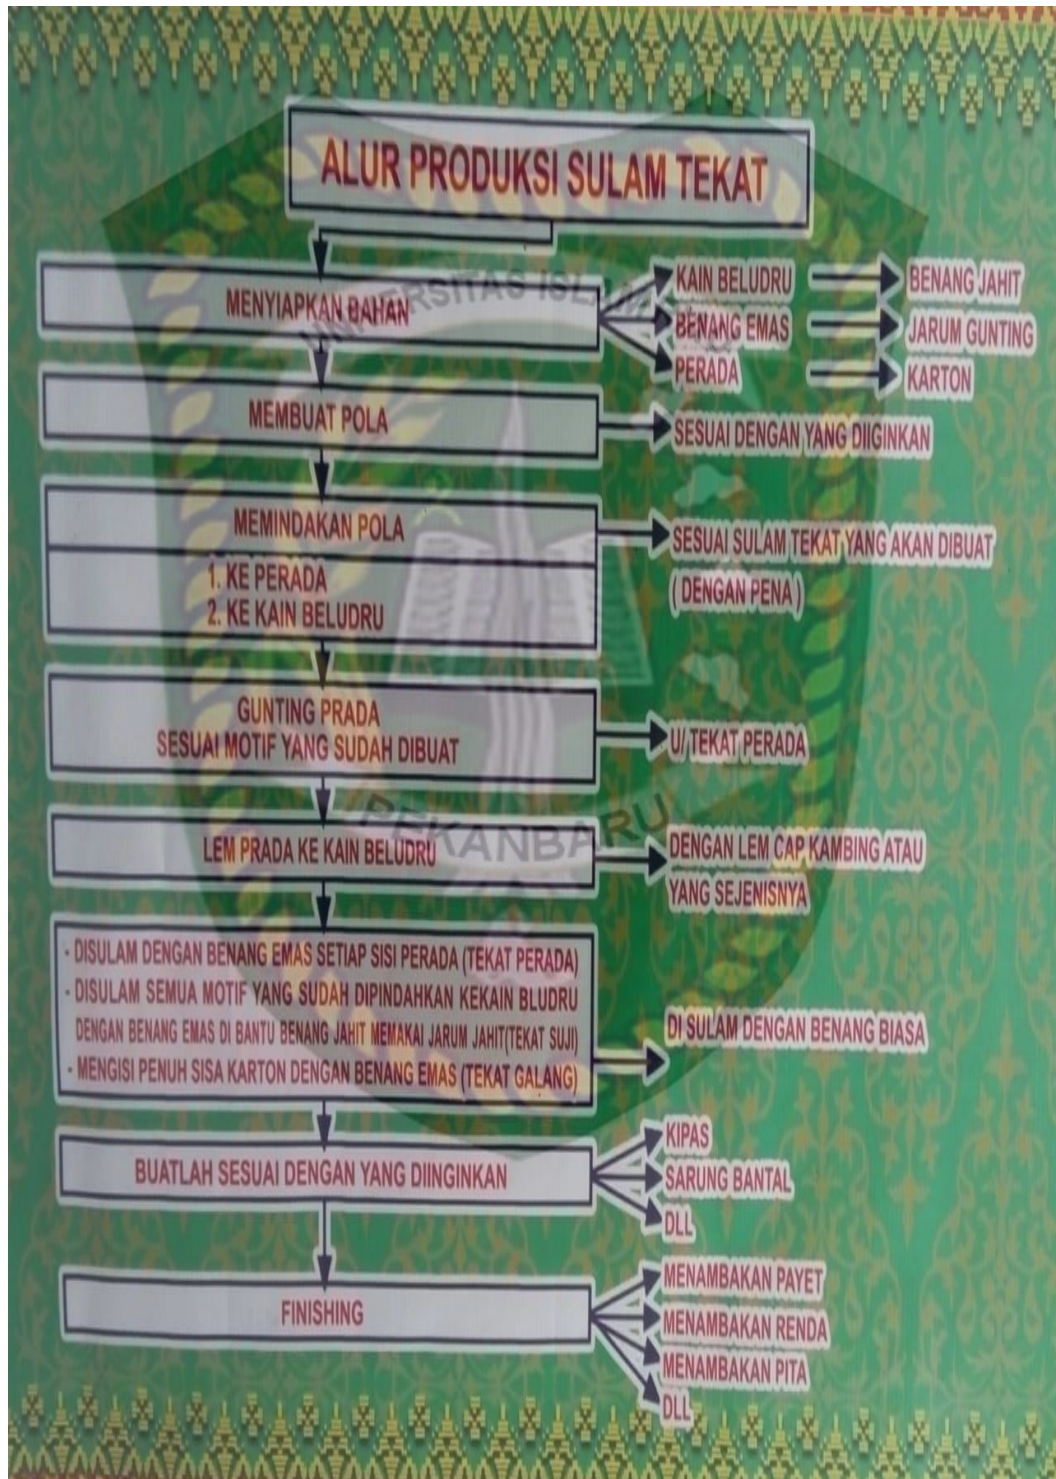 ALUR PRODUKSI SULAM TEKAT
MENYIAPKAN BAHAN
KAIN BELUDRU
BENANG JAHIT
BENANG EMAS
JARUM GUNTING
PERADA
KARTON
MEMBUAT POLA
SESUAI DENGAN YANG DIIGINKAN
MEMINDAKAN POLA
1. KE PERADA
2. KE KAIN BELUDRU
SESUAI SULAM TEKAT YANG AKAN DIBUAT
( DENGAN PENA )
GUNTING PRADA
SESUAI MOTIF YANG SUDAH DIBUAT
U/ TEKAT PERADA
LEM PRADA KE KAIN BELUDRU
DENGAN LEM CAP KAMBING ATAU
YANG SEJENISNYA
- DISULAM DENGAN BENANG EMAS SETIAP SISI PERADA (TEKAT PERADA)
- DISULAM SEMUA MOTIF YANG SUDAH DIPINDAHKAN KEKAIN BLUDRU
DENGAN BENANG EMAS DI BANTU BENANG JAHIT MEMAKAI JARUM JAHIT(TEKAT SUJI)
- MENGISI PENUH SISA KARTON DENGAN BENANG EMAS (TEKAT GALANG)
DI SULAM DENGAN BENANG BIASA
BUATLAH SESUAI DENGAN YANG DIINGINKAN
KIPAS
SARUNG BANTAL
DLL
FINISHING
MENAMBAKAN PAYET
MENAMBAKAN RENDA
MENAMBAKAN PITA
DLL
UNIVERSITAS ISLAM
PEKANBARU